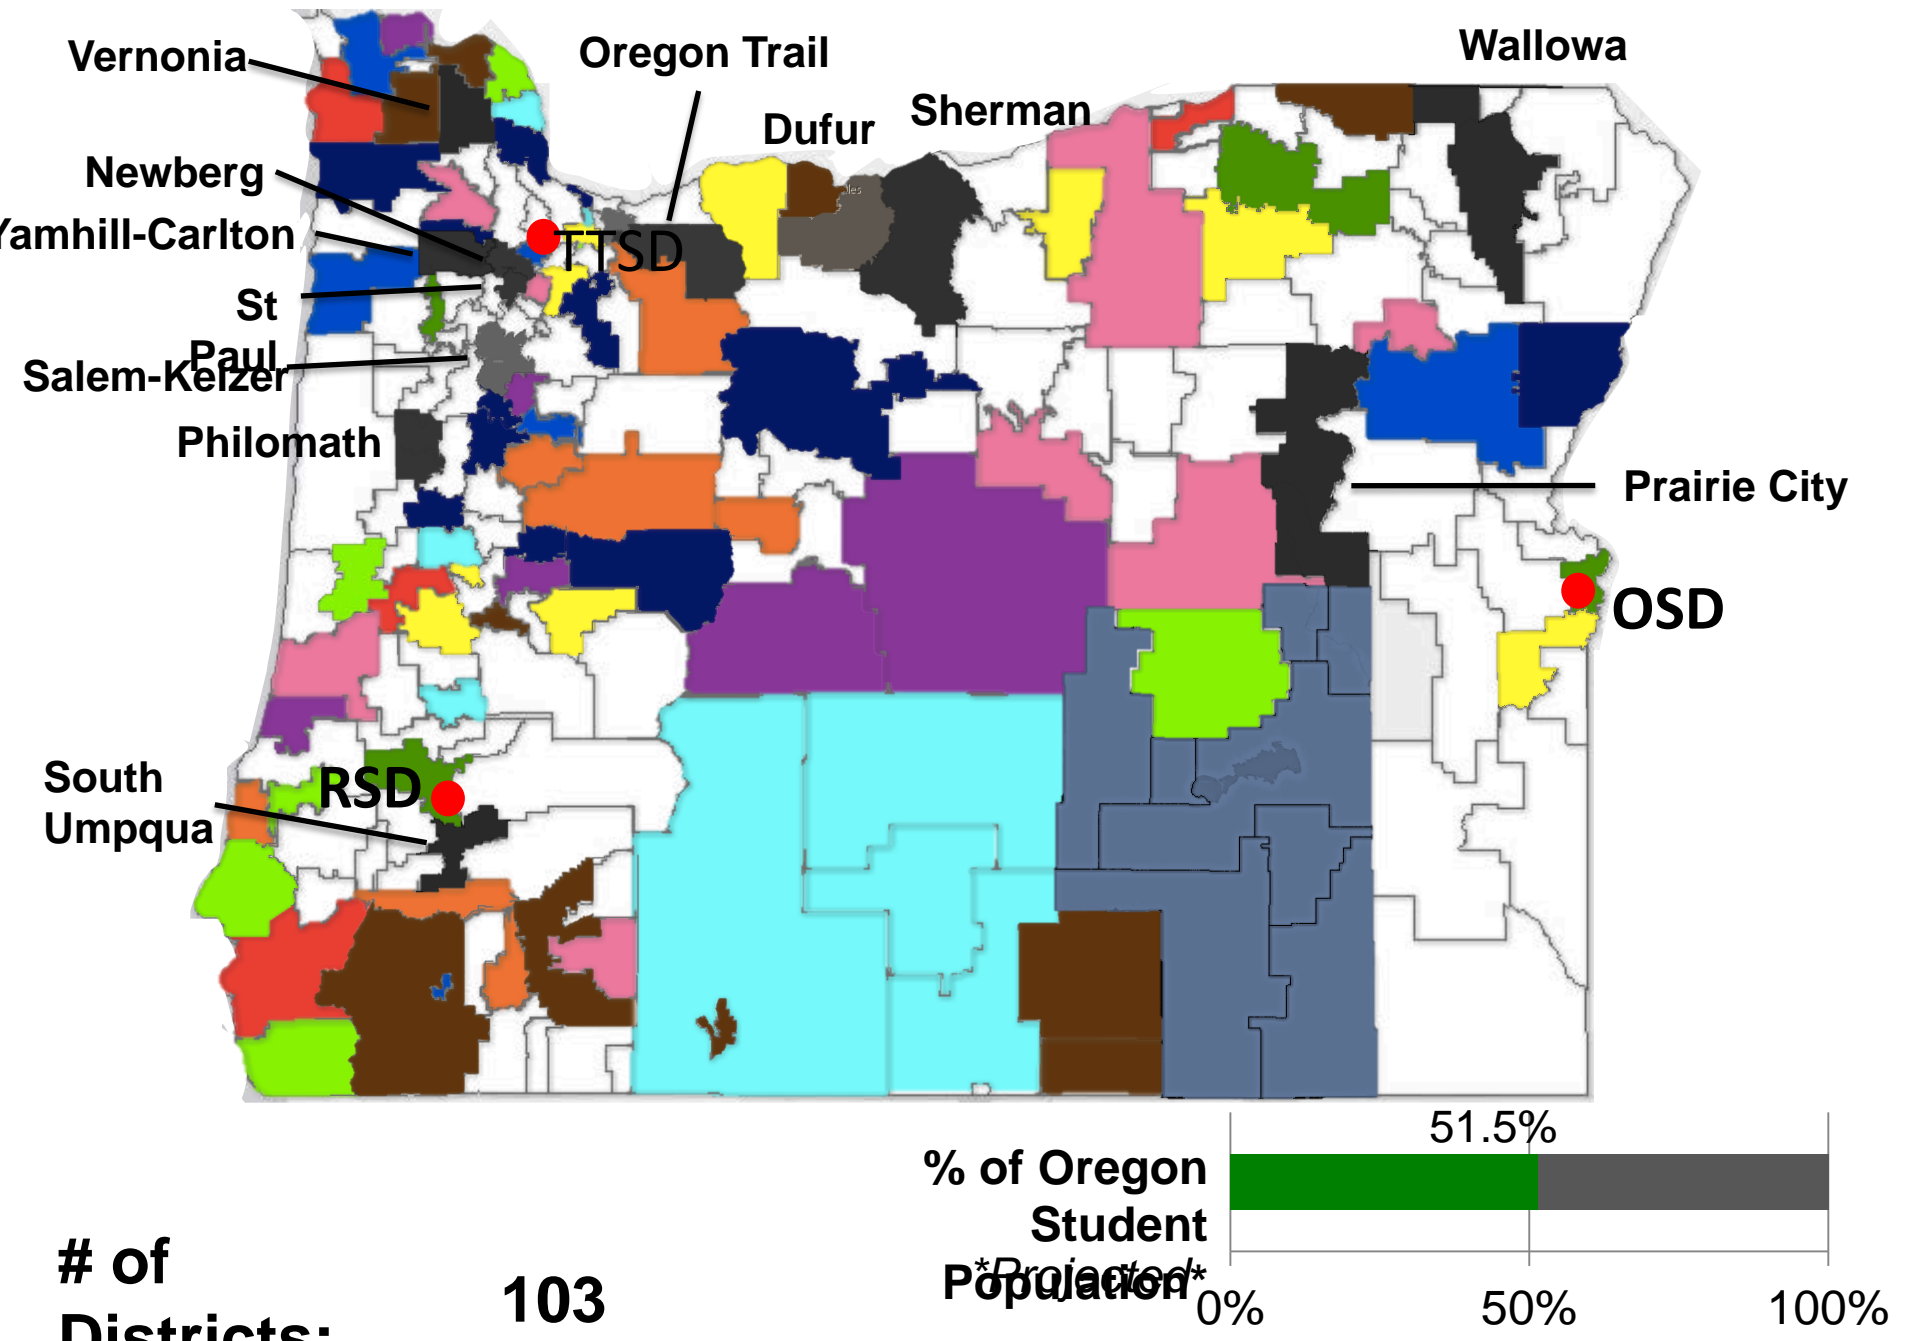 Vernonia
Oregon Trail
Wallowa
Dufur
Sherman
Newberg
Yamhill-Carlton
TTSD
St
Paul
Salem-Keizer
Philomath
Prairie City
OSD
RSD
South
Umpqua
51.5%
% of Oregon
Student
Population*
*Projected*
0%
50%
100%
# of
Districts:
103